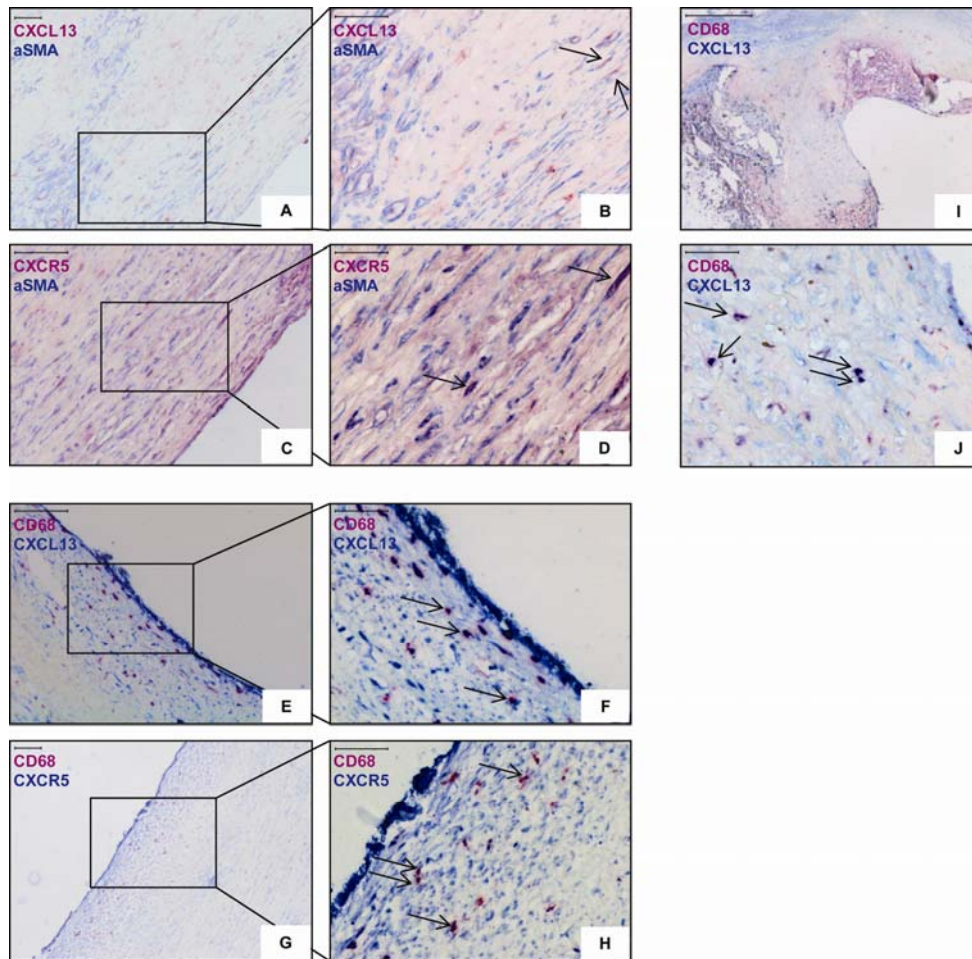 CXCL13
aSMA
A
CXCL13
aSMA
B
CD68
CXCL13
I
CXCR5
aSMA
C
CXCR5
aSMA
D
CD68
CXCL13
J
CD68
CXCL13
E
CD68
CXCL13
F
CD68
CXCR5
G
CD68
CXCR5
H